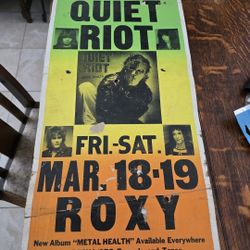 QUIET
RIOT
QUIET
RIOT
FRI.-SAT.
MAR, 18-19
ROXY
New Album "METAL HEALTH" Available Everywhere